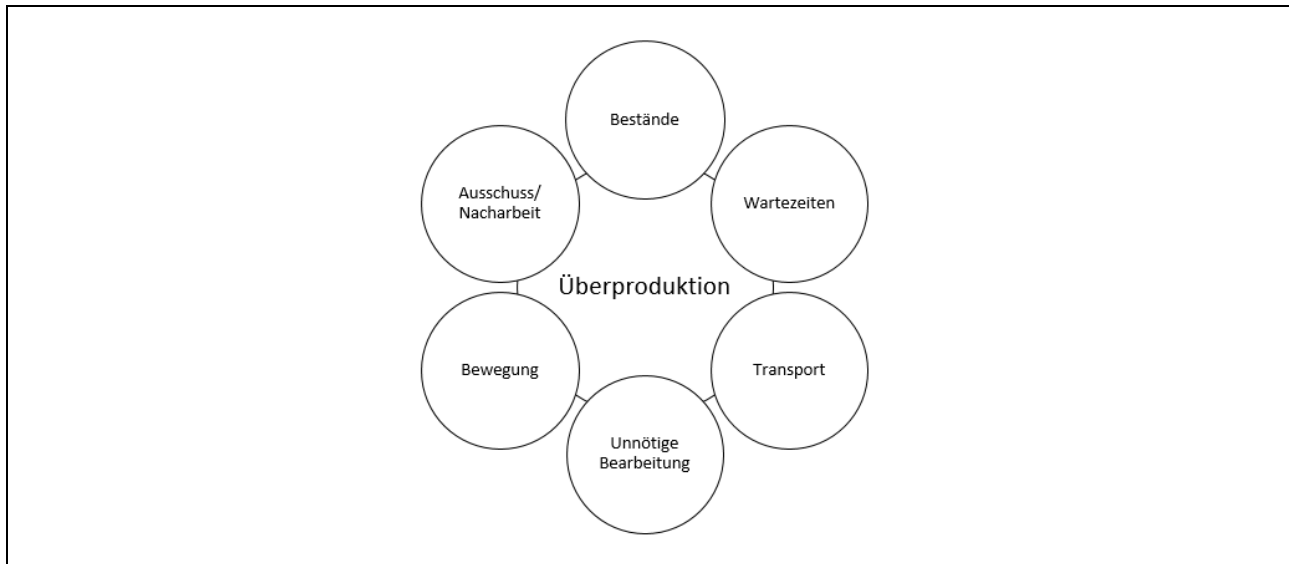 Bestände
Ausschuss/
Nacharbeit
Wartezeiten
Überproduktion
Bewegung
Transport
Unnötige
Bearbeitung